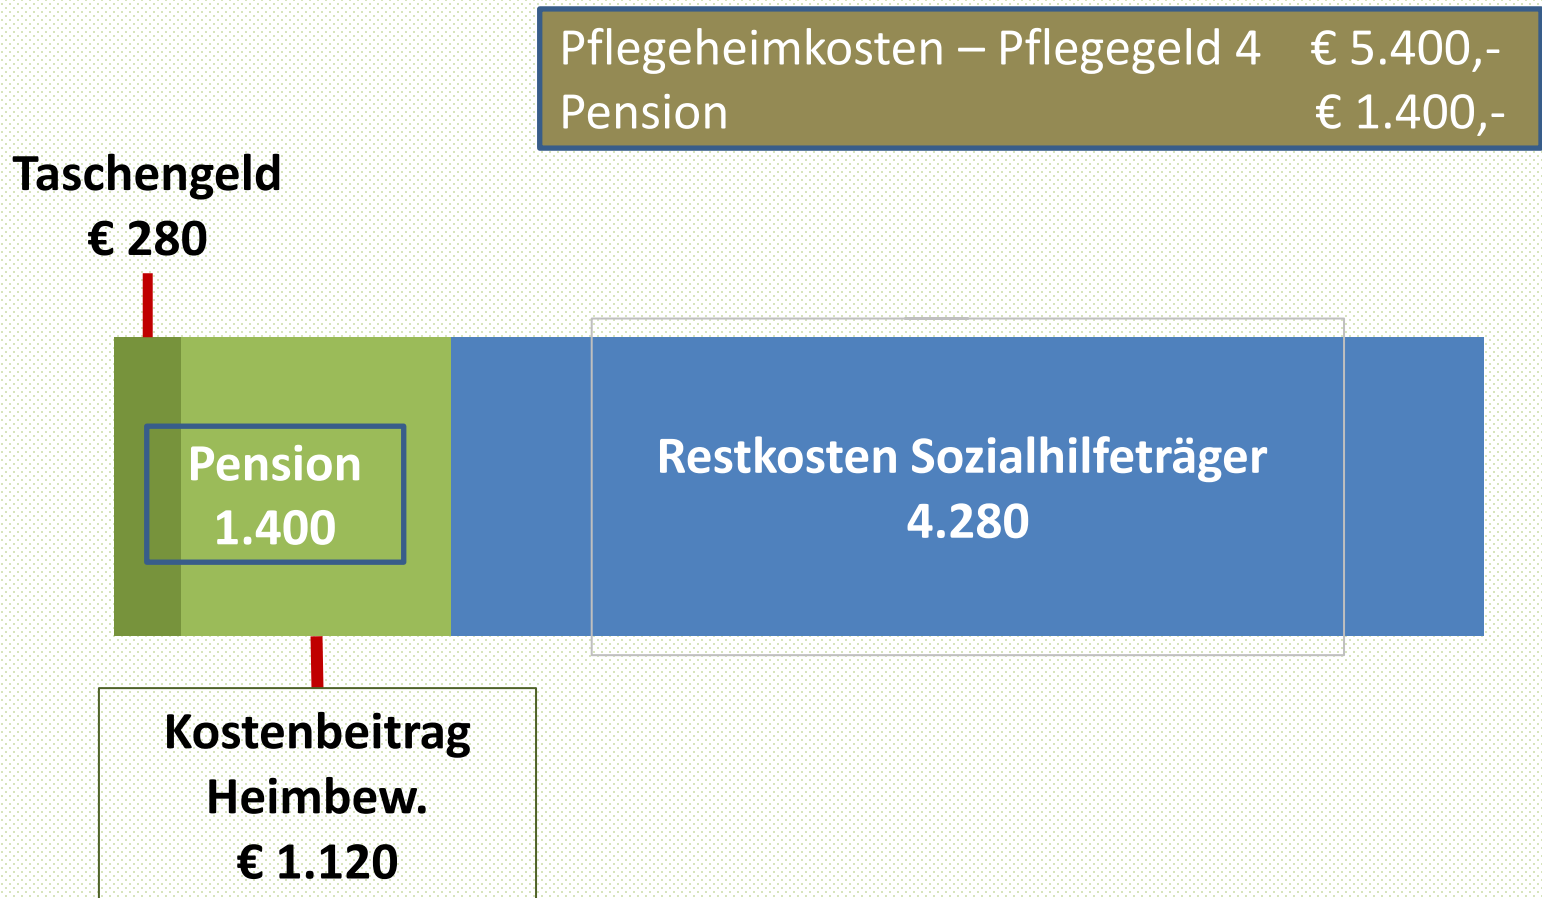 Pflegeheimkosten – Pflegegeld 4 € 5.400,-
Pension € 1.400,-
Taschengeld
€ 280
Pension
1.400
Restkosten Sozialhilfeträger
4.280
Kostenbeitrag
Heimbew.
€ 1.120